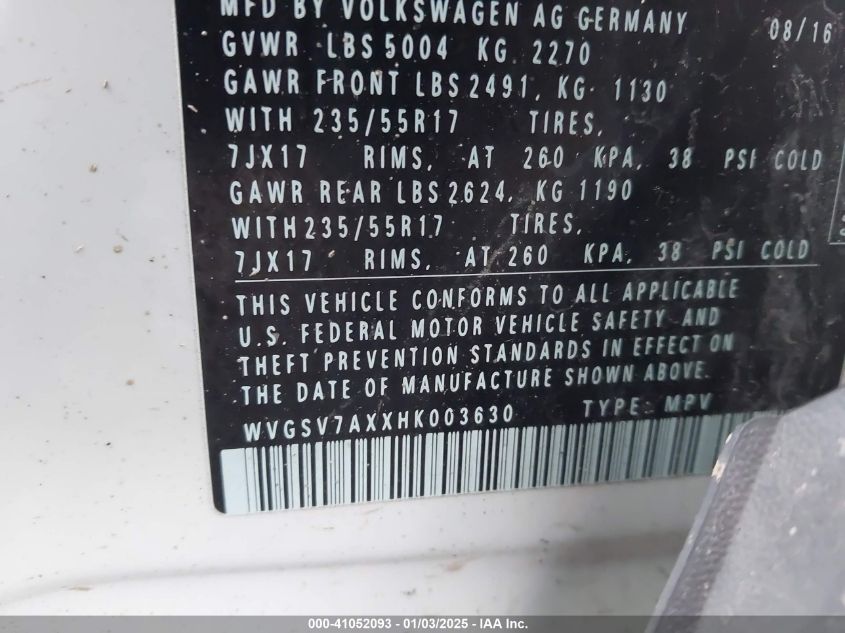 MFD BY VOLKSWAGEN AG GERMANY 08/16
GVWR LBS 5004 KG 2270
GAWR FRONT LBS 2491, KG 1130
WITH 235/55R17 TIRES,
7JX17 RIMS, AT 260 KPA, 38 PSI COLD
GAWR REAR LBS 2624, KG 1190
WITH 235/55R17 TIRES,
7JX17 RIMS, AT 260 KPA, 38 PSI COLD
THIS VEHICLE CONFORMS TO ALL APPLICABLE
U.S. FEDERAL MOTOR VEHICLE SAFETY AND
THEFT PREVENTION STANDARDS IN EFFECT ON
THE DATE OF MANUFACTURE SHOWN ABOVE.
WVGSV7AXXHK003630 TYPE: MPV
000-41052093 - 01/03/2025 - IAA Inc.